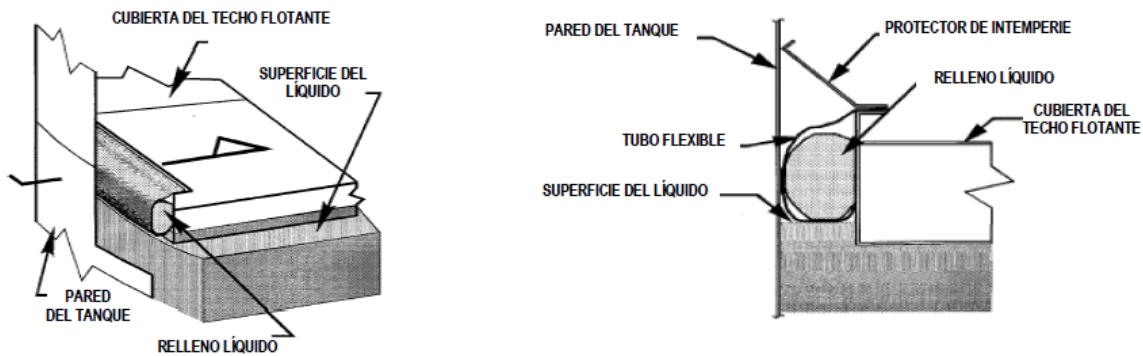 CUBIERTA DEL TECHO FLOTANTE
SUPERFICIE DEL
LÍQUIDO
PARED
DEL TANQUE
RELLENO LÍQUIDO
PARED DEL TANQUE
PROTECTOR DE INTEMPERIE
RELLENO LÍQUIDO
CUBIERTA DEL
TECHO FLOTANTE
TUBO FLEXIBLE
SUPERFICIE DEL LÍQUIDO